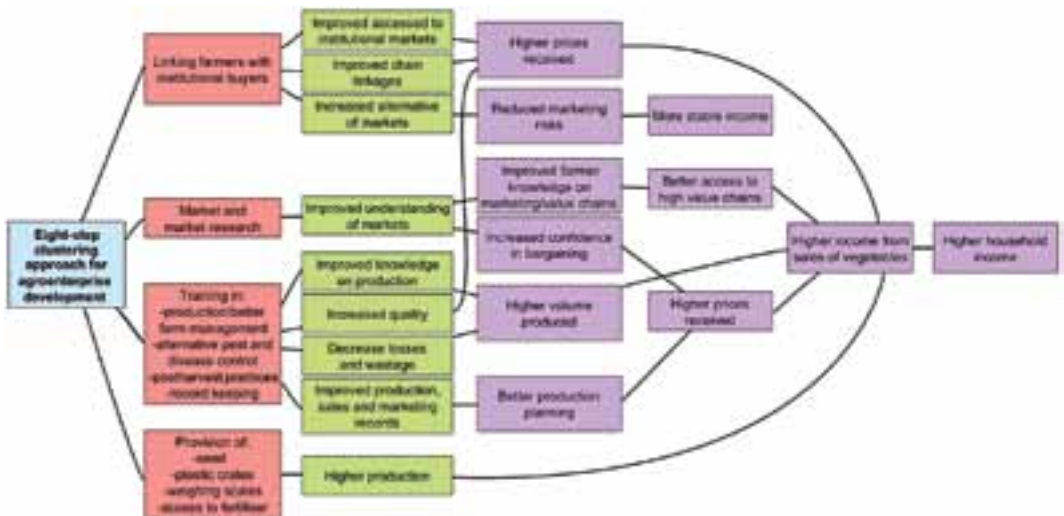 Eight-step
clustering
approach for
agroenterprise
development
Linking farmers with
institutional buyers
Market and
market research
Training in:
-production/better
farm management
-alternative pest and
disease control
-postharvest practices
-record keeping
Provision of:
-seed
-plastic crates
-weighing scales
-access to fertiliser
Improved accessed to
institutional markets
Improved chain
linkages
Increased alternative
of markets
Improved understanding
of markets
Improved knowledge
on production
Increased quality
Decrease losses
and wastage
Improved production,
sales and marketing
records
Higher production
Higher prices
received
Reduced marketing
risks
Improved farmer
knowledge on
marketing/value chains
Increased confidence
in bargaining
Higher volume
produced
Better production
planning
More stable income
Better access to
high value chains
Higher prices
received
Higher income from
sales of vegetables
Higher household
income